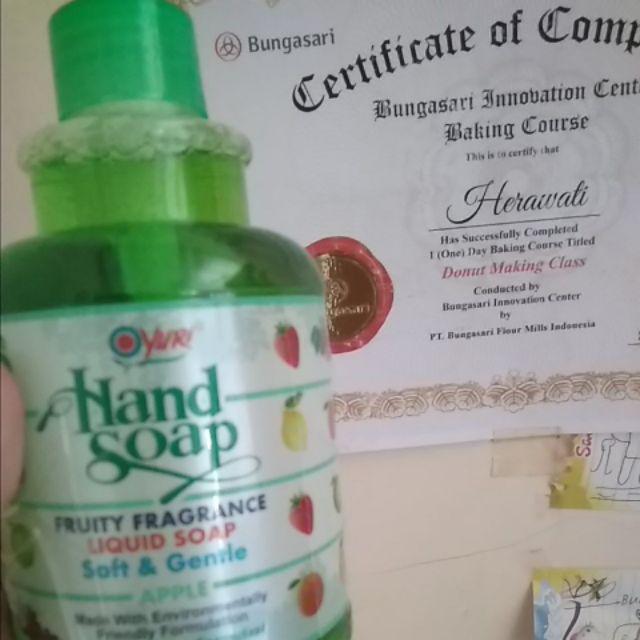 Bungasari
Certificate of Comp
Bungasari Innovation Cent
Baking Course
This is to certify that
Herawati
Has Successfully Completed
1 (One) Day Baking Course Titled
Donut Making Class
Conducted by
Bungasari Innovation Center
by
PT. Bungasari Flour Mills Indonesia
YURI
Hand
Soap
FRUITY FRAGRANCE
LIQUID SOAP
Soft & Gentle
APPLE
Made With Environmentally
Friendly Formulation